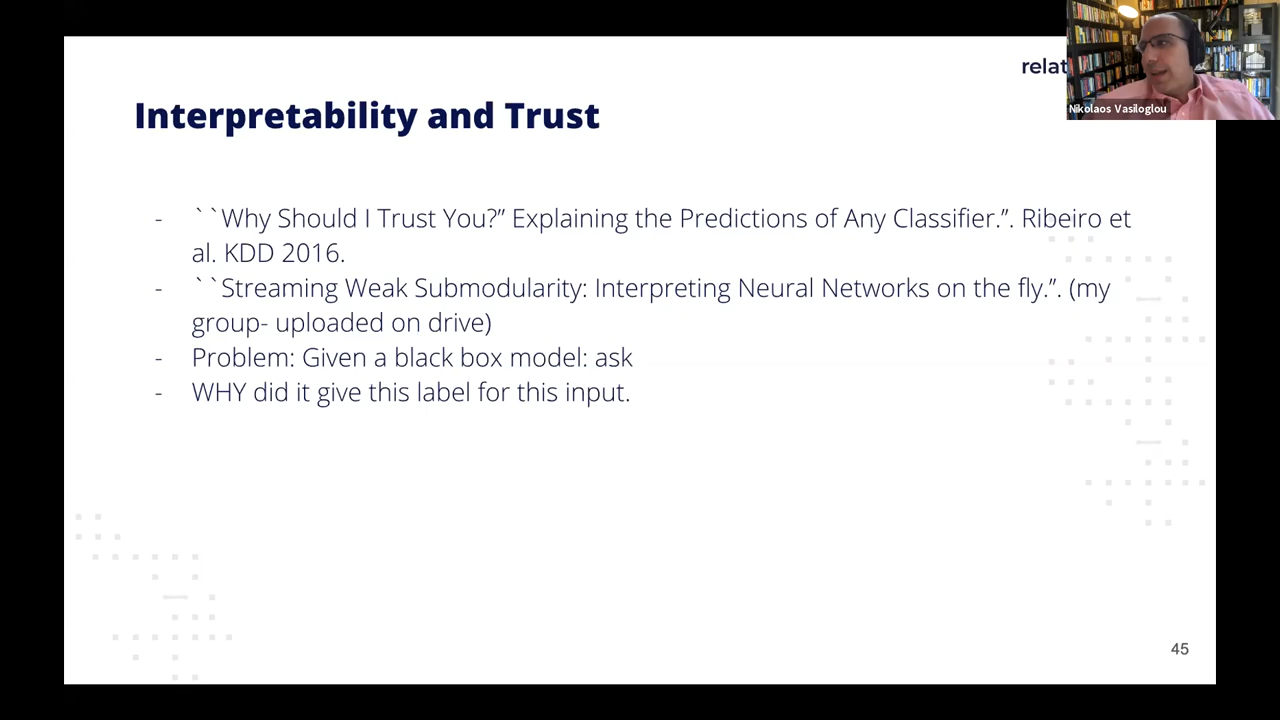 relat
Nikolaos Vasiloglou
Interpretability and Trust
- ``Why Should I Trust You?” Explaining the Predictions of Any Classifier.”. Ribeiro et
al. KDD 2016.
- ``Streaming Weak Submodularity: Interpreting Neural Networks on the fly.”. (my
group- uploaded on drive)
- Problem: Given a black box model: ask
- WHY did it give this label for this input.
45